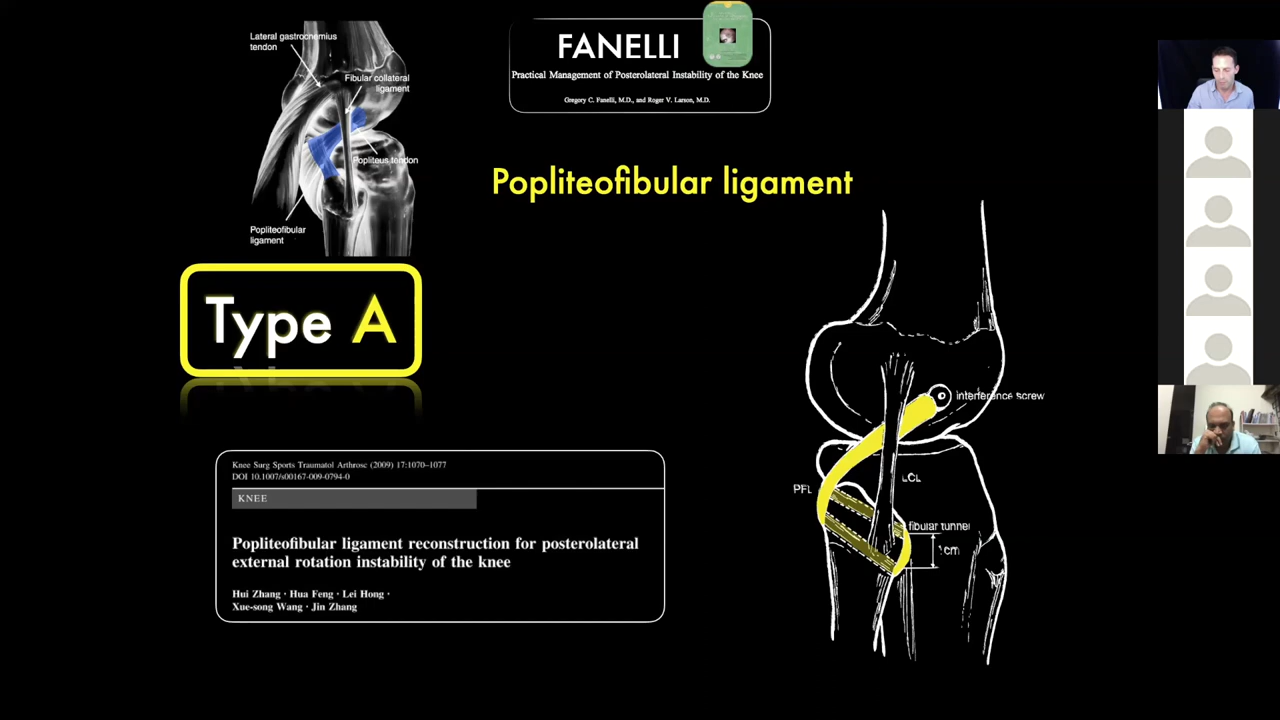 Lateral gastrocnemius
tendon
Fibular collateral
ligament
Popliteus tendon
Popliteofibular
ligament
FANELLI
Practical Management of Posterolateral Instability of the Knee
Gregory C. Fanelli, M.D., and Roger V. Larson, M.D.
Popliteofibular ligament
Type A
Knee Surg Sports Traumatol Arthrosc (2009) 17:1070–1077
DOI 10.1007/s00167-009-0794-0
KNEE
Popliteofibular ligament reconstruction for posterolateral
external rotation instability of the knee
Hui Zhang · Hua Feng · Lei Hong ·
Xue-song Wang · Jin Zhang
interference screw
LCL
PFL
fibular tunnel
1cm